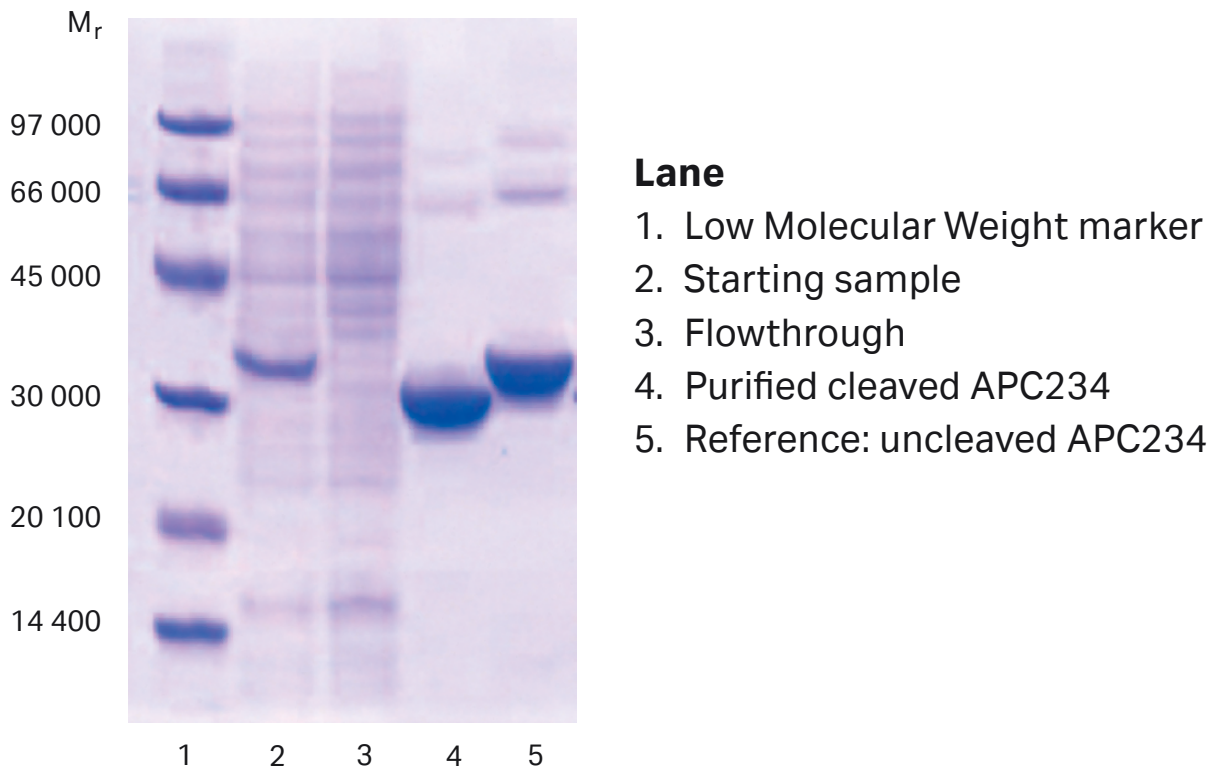 Mr
97 000
66 000
45 000
30 000
20 100
14 400
1 2 3 4 5
Lane
1. Low Molecular Weight marker
2. Starting sample
3. Flowthrough
4. Purified cleaved APC234
5. Reference: uncleaved APC234